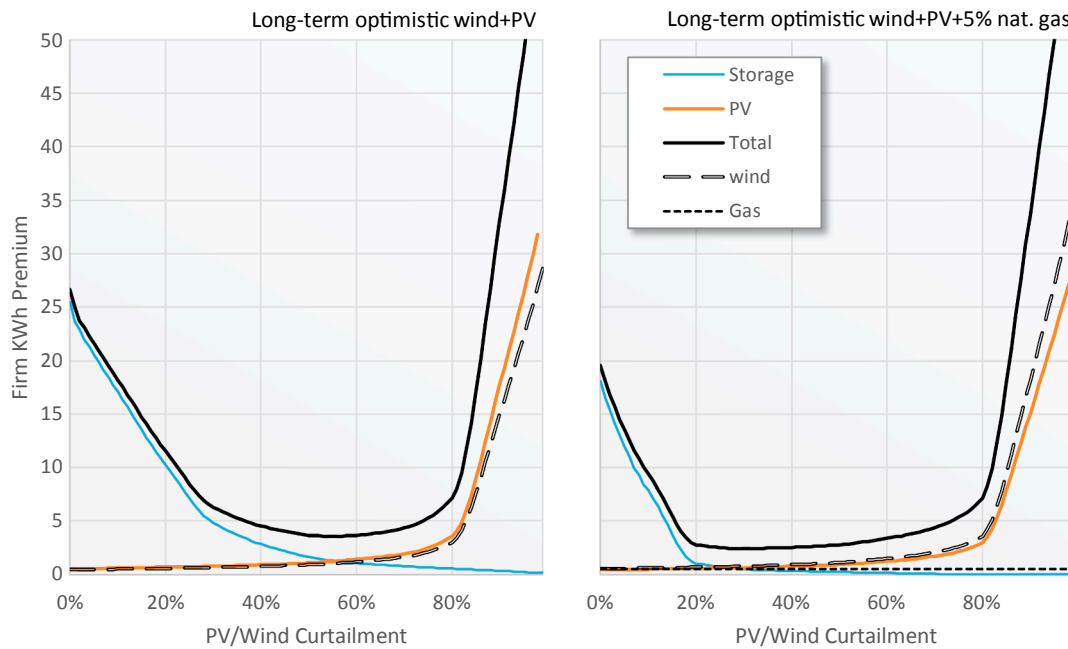 Long-term optimistic wind+PV
Long-term optimistic wind+PV+5% nat. gas
Firm KWh Premium
50
45
40
35
30
25
20
15
10
5
0
0%
20%
40%
60%
80%
PV/Wind Curtailment
Storage
PV
Total
wind
Gas
0%
20%
40%
60%
80%
PV/Wind Curtailment